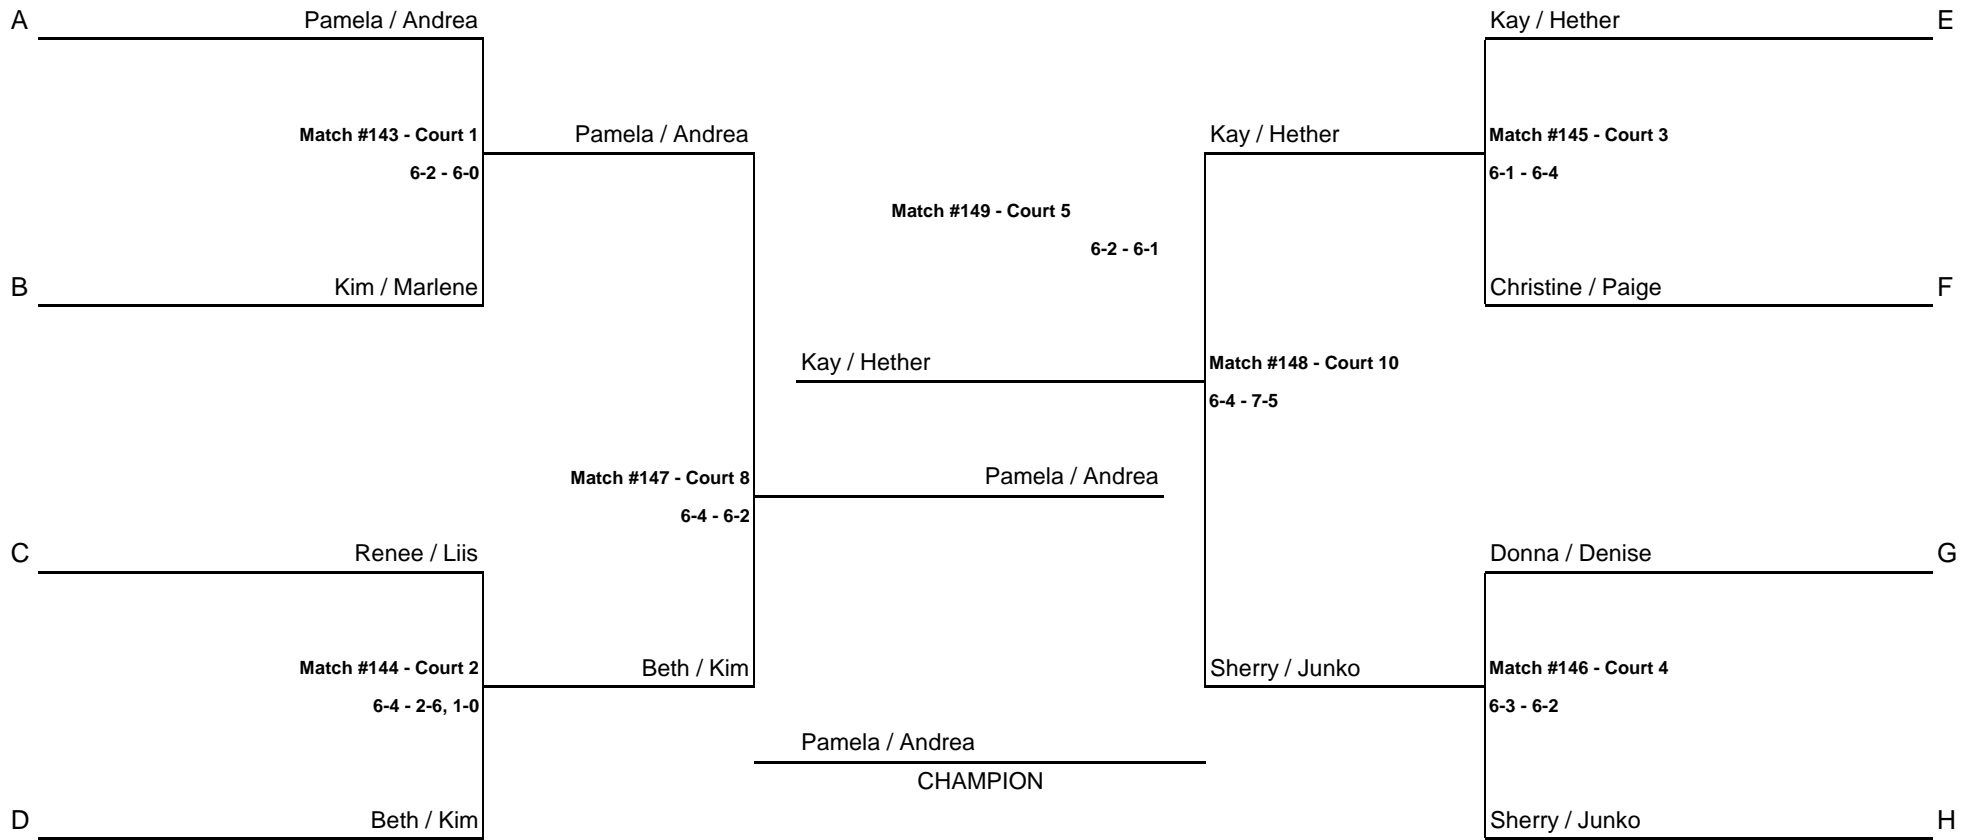 A
Pamela / Andrea
Kay / Hether
E
Match #143 - Court 1
Pamela / Andrea
Kay / Hether
Match #145 - Court 3
6-2 - 6-0
6-1 - 6-4
Match #149 - Court 5
6-2 - 6-1
B
Kim / Marlene
Christine / Paige
F
Kay / Hether
Match #148 - Court 10
6-4 - 7-5
Match #147 - Court 8
Pamela / Andrea
6-4 - 6-2
C
Renee / Liis
Donna / Denise
G
Match #144 - Court 2
Beth / Kim
Sherry / Junko
Match #146 - Court 4
6-4 - 2-6, 1-0
6-3 - 6-2
Pamela / Andrea
CHAMPION
D
Beth / Kim
Sherry / Junko
H